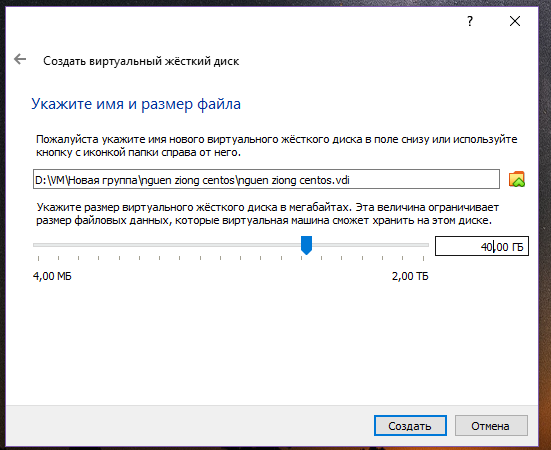 ?
Создать виртуальный жёсткий диск
Укажите имя и размер файла
Пожалуйста укажите имя нового виртуального жёсткого диска в поле снизу или используйте
кнопку с иконкой папки справа от него.
D:\VM\Новая группа\nguen ziong centos\nguen ziong centos.vdi
Укажите размер виртуального жёсткого диска в мегабайтах. Эта величина ограничивает
размер файловых данных, которые виртуальная машина сможет хранить на этом диске.
40,00 ГБ
4,00 МБ 2,00 ТБ
Создать Отмена